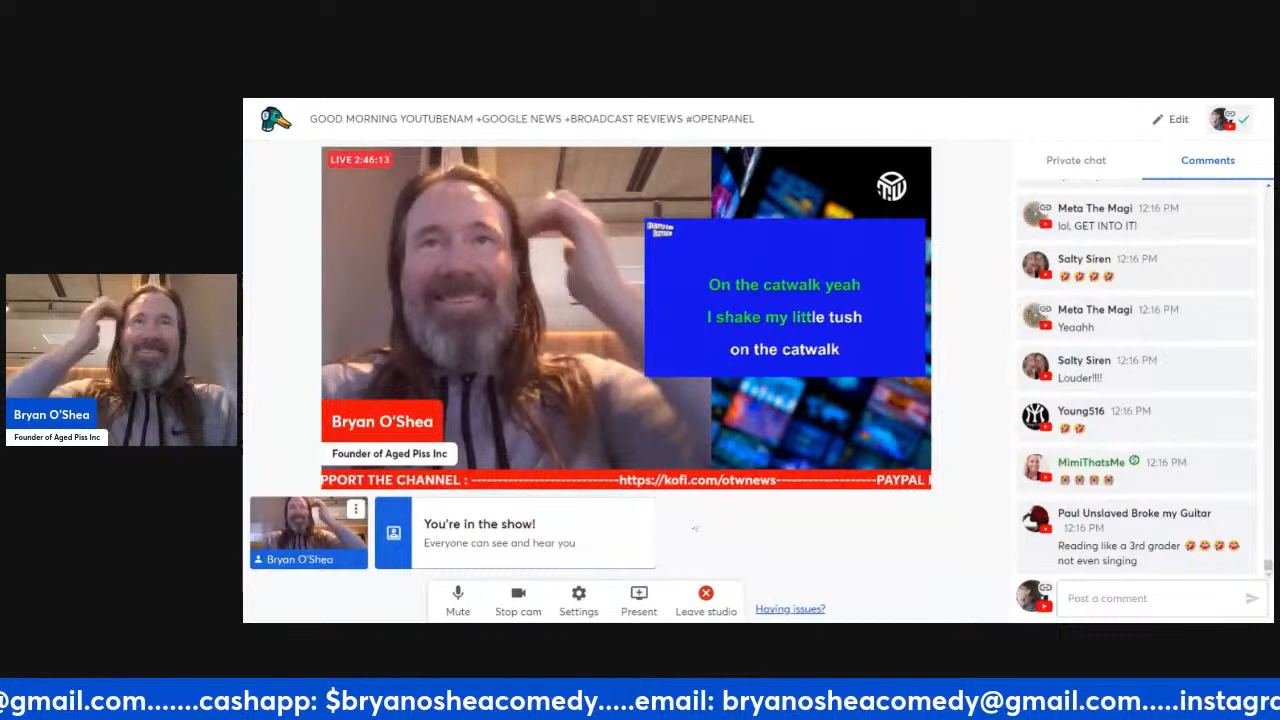 GOOD MORNING YOUTUBENAM +GOOGLE NEWS +BROADCAST REVIEWS #OPENPANEL
Edit
LIVE 2:46:13
On the catwalk yeah
I shake my little tush
on the catwalk
Bryan O'Shea
Founder of Aged Piss Inc
PPORT THE CHANNEL : -------------------------https://kofi.com/otwnews-----------------PAYPAL
Bryan O'Shea
Founder of Aged Piss Inc
Bryan O'Shea
You're in the show!
Everyone can see and hear you
Mute
Stop cam
Settings
Present
Leave studio
Having issues?
Private chat
Comments
Meta The Magi 12:16 PM
lol, GET INTO IT!
Salty Siren 12:16 PM
🤣🤣🤣🤣
Meta The Magi 12:16 PM
Yeaahh
Salty Siren 12:16 PM
Louder!!!!
Young516 12:16 PM
🤣🤣
MimiThatsMe 12:16 PM
😭😭😭😭
Paul Unslaved Broke my Guitar
12:16 PM
Reading like a 3rd grader 🤣😂🤣😂
not even singing
Post a comment
@gmail.com.......cashapp: $bryanosheacomedy.....email: bryanosheacomedy@gmail.com.....instagra